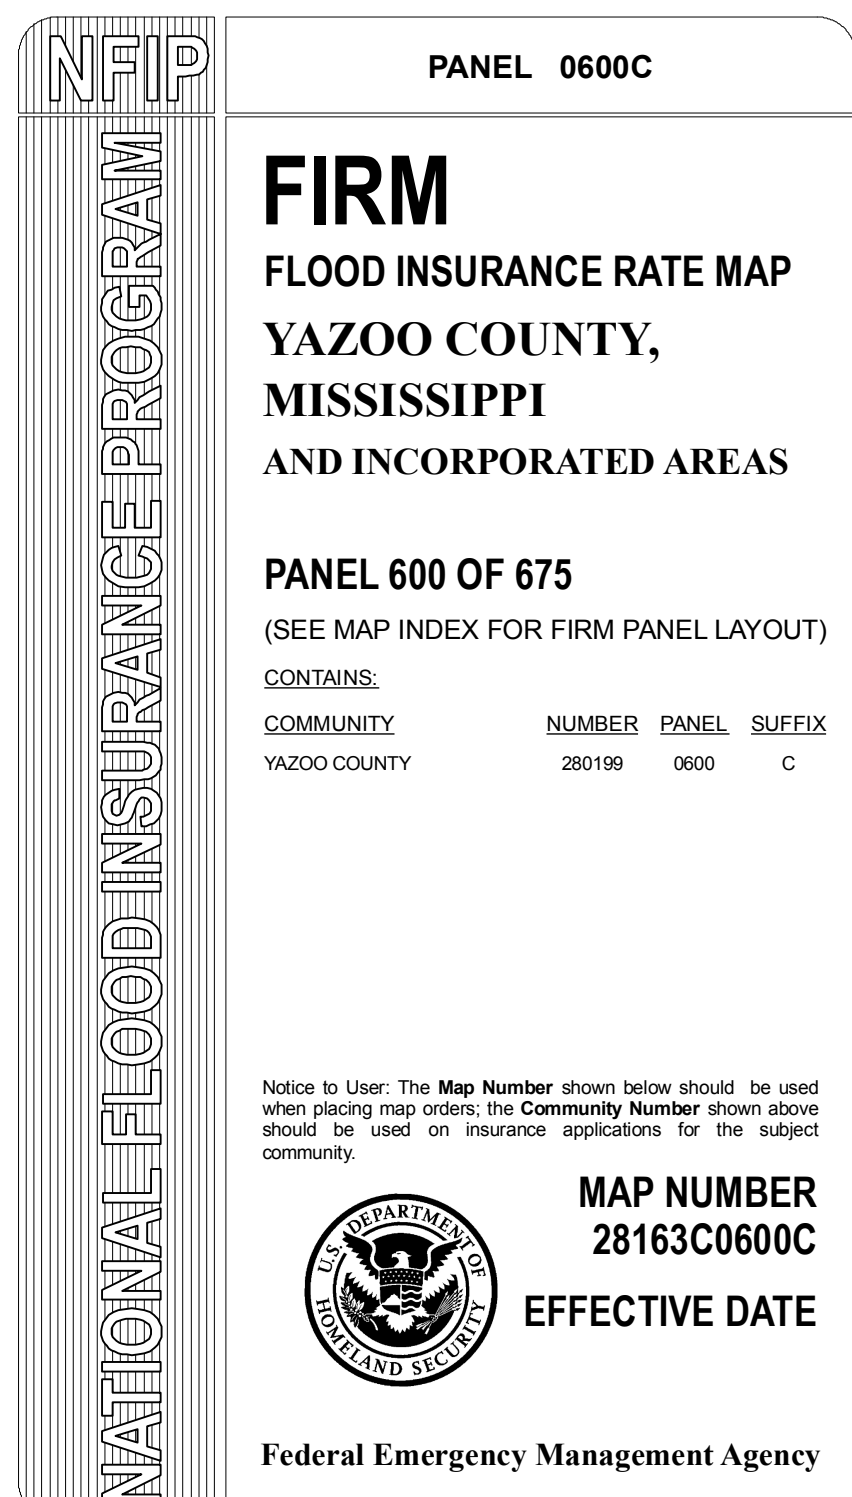 NFIP
PANEL 0600C
NATIONAL FLOOD INSURANCE PROGRAM
FIRM
FLOOD INSURANCE RATE MAP
YAZOO COUNTY,
MISSISSIPPI
AND INCORPORATED AREAS
PANEL 600 OF 675
(SEE MAP INDEX FOR FIRM PANEL LAYOUT)
CONTAINS:
COMMUNITY NUMBER PANEL SUFFIX
YAZOO COUNTY 280199 0600 C
Notice to User: The Map Number shown below should be used
when placing map orders; the Community Number shown above
should be used on insurance applications for the subject
community.
U.S. DEPARTMENT OF
HOMELAND SECURITY
MAP NUMBER
28163C0600C
EFFECTIVE DATE
Federal Emergency Management Agency